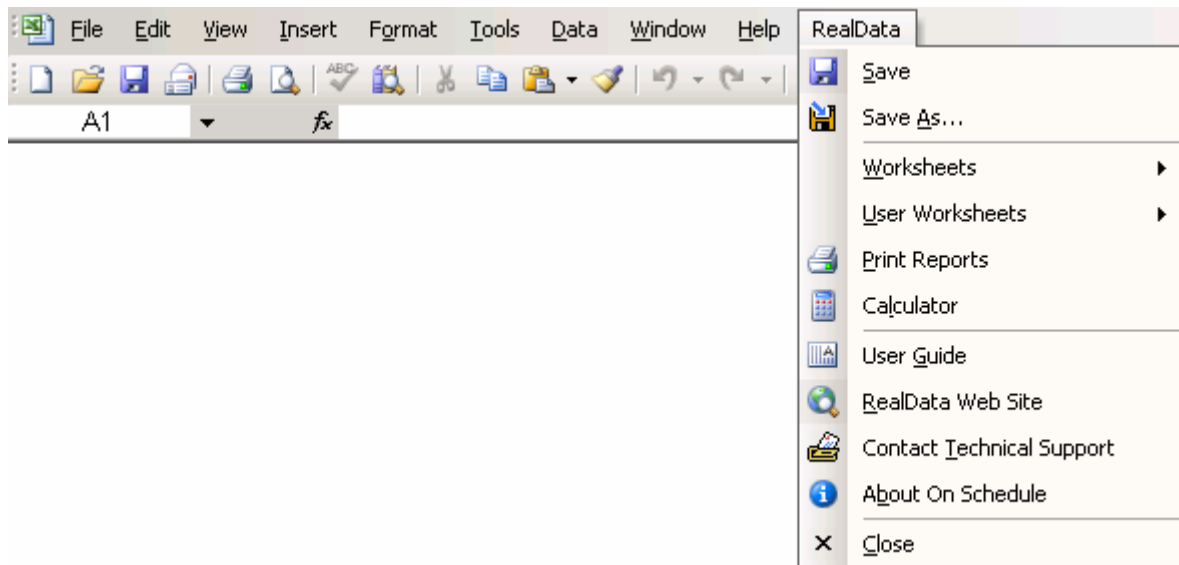 File Edit View Insert Format Tools Data Window Help RealData
ABC
A1 fx
Save
Save As...
Worksheets
User Worksheets
Print Reports
Calculator
User Guide
RealData Web Site
Contact Technical Support
About On Schedule
Close